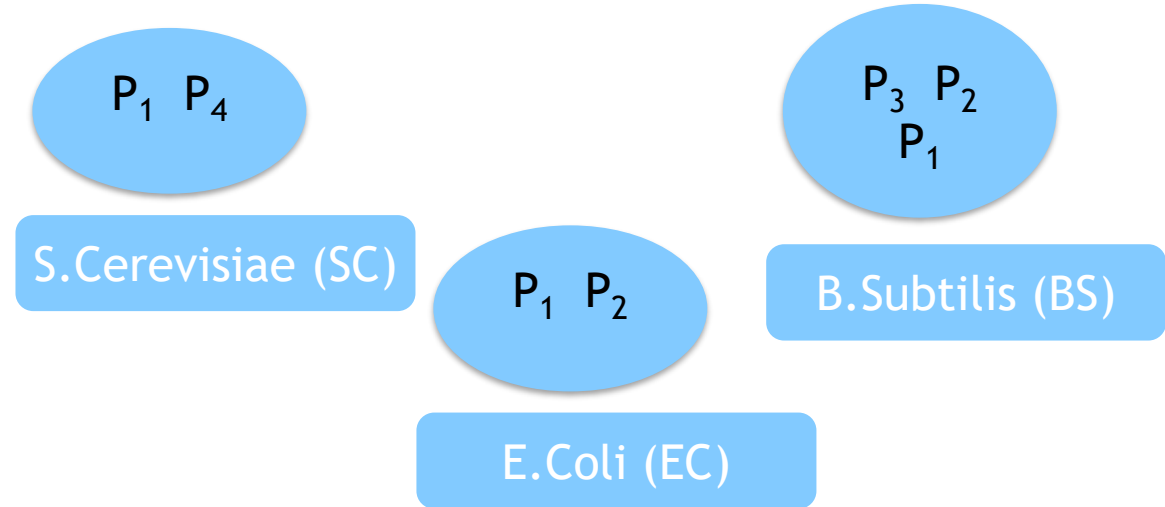 P₁ P₄
S.Cerevisiae (SC)
P₁ P₂
E.Coli (EC)
P₃ P₂
P₁
B.Subtilis (BS)